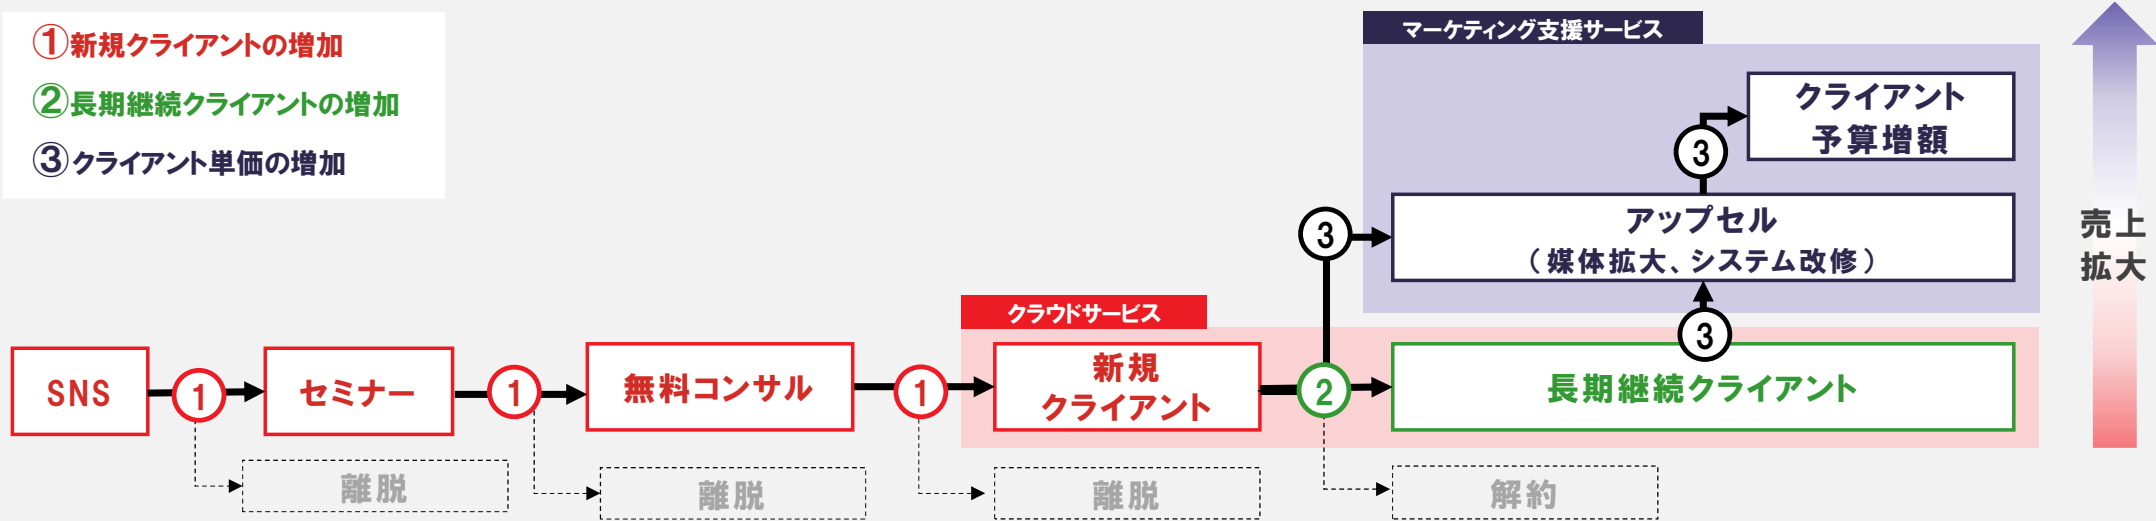 ①新規クライアントの増加
②長期継続クライアントの増加
③クライアント単価の増加
マーケティング支援サービス
クライアント
予算増額
3
アップセル
（媒体拡大、システム改修）
3
売上
拡大
クラウドサービス
3
SNS
1
セミナー
1
無料コンサル
1
新規
クライアント
2
長期継続クライアント
離脱
離脱
離脱
解約